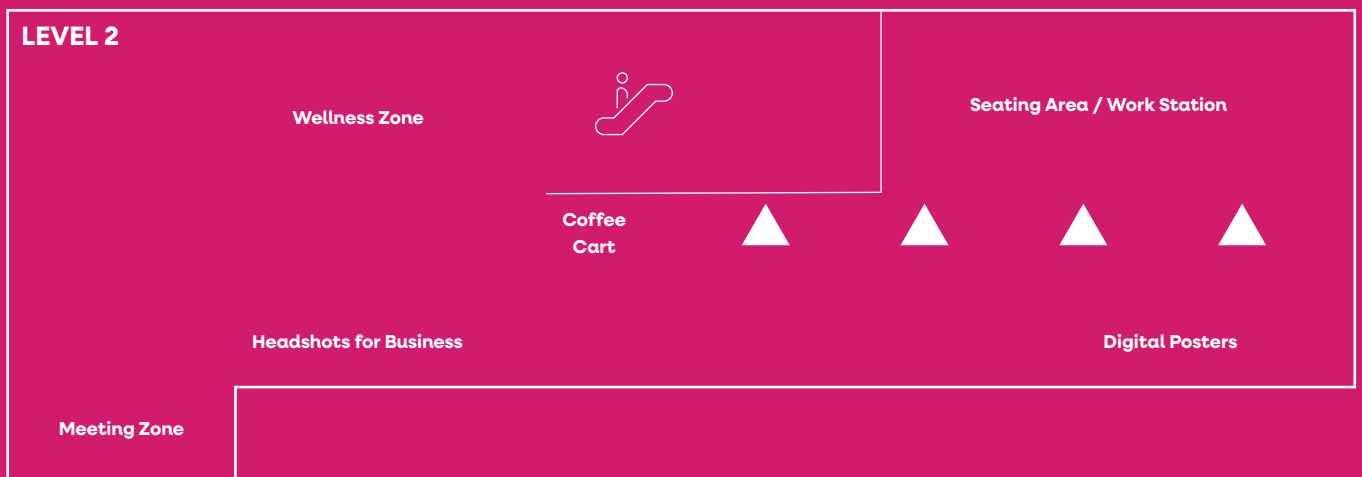 LEVEL 2
Wellness Zone
Seating Area / Work Station
Coffee
Cart
Headshots for Business
Digital Posters
Meeting Zone